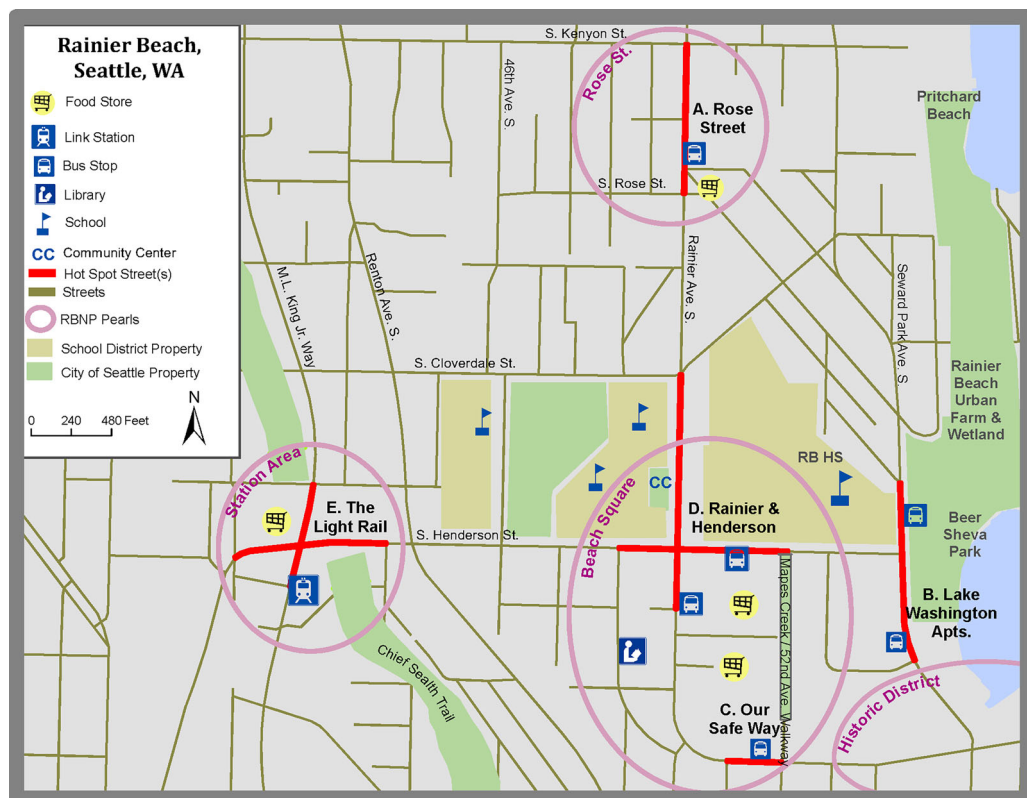 Rainier Beach,
Seattle, WA
Food Store
Link Station
Bus Stop
Library
School
CC Community Center
Hot Spot Street(s)
Streets
RBNP Pearls
School District Property
City of Seattle Property
N
0 240 480 Feet
S. Kenyon St.
Rose St.
46th Ave. S.
A. Rose
Street
S. Rose St.
Pritchard
Beach
Rainier Ave. S.
M.L. King Jr. Way
Renton Ave. S.
Seward Park Ave. S
S. Cloverdale St.
Rainier
Beach
Urban
Farm &
Wetland
RB HS
Station Area
E. The
Light Rail
S. Henderson St.
CC
Beach Square
D. Rainier &
Henderson
Beer
Sheva
Park
Mapes Creek / 52nd Ave. Walkway
B. Lake
Washington
Apts.
Chief Sealth Trail
C. Our
Safe Way
Historic District